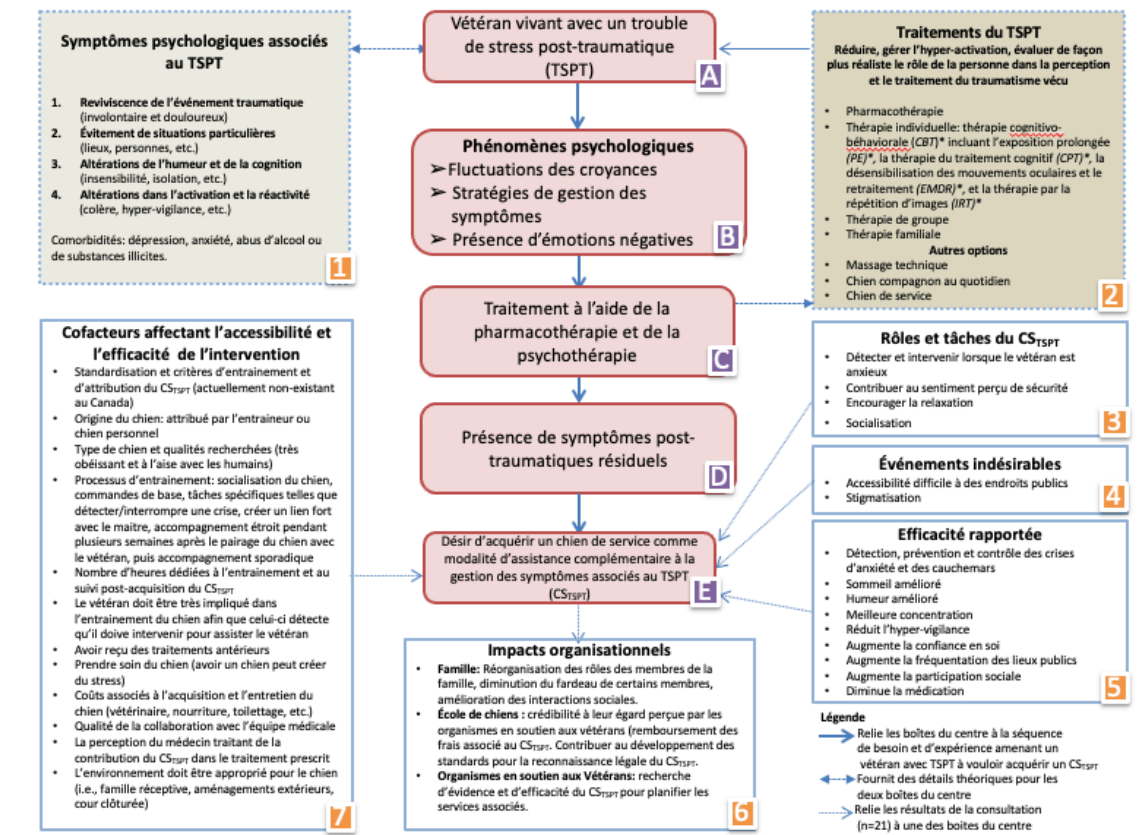 Symptômes psychologiques associés
au TSPT
1. Reviviscence de l'événement traumatique
(involontaire et douloureux)
2. Évitement de situations particulières
(lieux, personnes, etc.)
3. Altérations de l'humeur et de la cognition
(insensibilité, isolation, etc.)
4. Altérations dans l'activation et la réactivité
(colère, hyper-vigilance, etc.)
Comorbidités: dépression, anxiété, abus d'alcool ou
de substances illicites.
1
Vétéran vivant avec un trouble
de stress post-traumatique
(TSPT)
A
Phénomènes psychologiques
➢Fluctuations des croyances
➢ Stratégies de gestion des
symptômes
➢ Présence d'émotions négatives
B
Traitement à l'aide de la
pharmacothérapie et de la
psychothérapie
C
Présence de symptômes post-
traumatiques résiduels
D
Désir d'acquérir un chien de service comme
modalité d'assistance complémentaire à la
gestion des symptômes associés au TSPT
(CSTSPT)
E
Traitements du TSPT
Réduire, gérer l'hyper-activation, évaluer de façon
plus réaliste le rôle de la personne dans la perception
et le traitement du traumatisme vécu
• Pharmacothérapie
• Thérapie individuelle: thérapie cognitivo-
béhaviorale (CBT)* incluant l'exposition prolongée
(PE)*, la thérapie du traitement cognitif (CPT)*, la
désensibilisation des mouvements oculaires et le
retraitement (EMDR)*, et la thérapie par la
répétition d'images (IRT)*
• Thérapie de groupe
• Thérapie familiale
Autres options
• Massage technique
• Chien compagnon au quotidien
• Chien de service
2
Cofacteurs affectant l'accessibilité et
l'efficacité de l'intervention
• Standardisation et critères d'entrainement et
d'attribution du CSTSPT (actuellement non-existant
au Canada)
• Origine du chien: attribué par l'entraineur ou
chien personnel
• Type de chien et qualités recherchées (très
obéissant et à l'aise avec les humains)
• Processus d'entrainement: socialisation du chien,
commandes de base, tâches spécifiques telles que
détecter/interrompre une crise, créer un lien fort
avec le maitre, accompagnement étroit pendant
plusieurs semaines après le pairage du chien avec
le vétéran, puis accompagnement sporadique
• Nombre d'heures dédiées à l'entrainement et au
suivi post-acquisition du CSTSPT
• Le vétéran doit être très impliqué dans
l'entrainement du chien afin que celui-ci détecte
qu'il doive intervenir pour assister le vétéran
• Avoir reçu des traitements antérieurs
• Prendre soin du chien (avoir un chien peut créer
du stress)
• Coûts associés à l'acquisition et l'entretien du
chien (vétérinaire, nourriture, toilettage, etc.)
• Qualité de la collaboration avec l'équipe médicale
• La perception du médecin traitant de la
contribution du CSTSPT dans le traitement prescrit
• L'environnement doit être approprié pour le chien
(i.e., famille réceptive, aménagements extérieurs,
cour clôturée)
7
Rôles et tâches du CSTSPT
• Détecter et intervenir lorsque le vétéran est
anxieux
• Contribuer au sentiment perçu de sécurité
• Encourager la relaxation
• Socialisation
3
Événements indésirables
• Accessibilité difficile à des endroits publics
• Stigmatisation
4
Efficacité rapportée
• Détection, prévention et contrôle des crises
d'anxiété et des cauchemars
• Sommeil amélioré
• Humeur amélioré
• Meilleure concentration
• Réduit l'hyper-vigilance
• Augmente la confiance en soi
• Augmente la fréquentation des lieux publics
• Augmente la participation sociale
• Diminue la médication
5
Impacts organisationnels
• Famille: Réorganisation des rôles des membres de la
famille, diminution du fardeau de certains membres,
amélioration des interactions sociales.
• École de chiens : crédibilité à leur égard perçue par les
organismes en soutien aux vétérans (remboursement des
frais associé au CSTSPT. Contribuer au développement des
standards pour la reconnaissance légale du CSTSPT.
• Organismes en soutien aux Vétérans: recherche
d'évidence et d'efficacité du CSTSPT pour planifier les
services associés.
6
Légende
Relie les boîtes du centre à la séquence
de besoin et d'expérience amenant un
vétéran avec TSPT à vouloir acquérir un CSTSPT
Fournit des détails théoriques pour les
deux boîtes du centre
Relie les résultats de la consultation
(n=21) à une des boites du centre